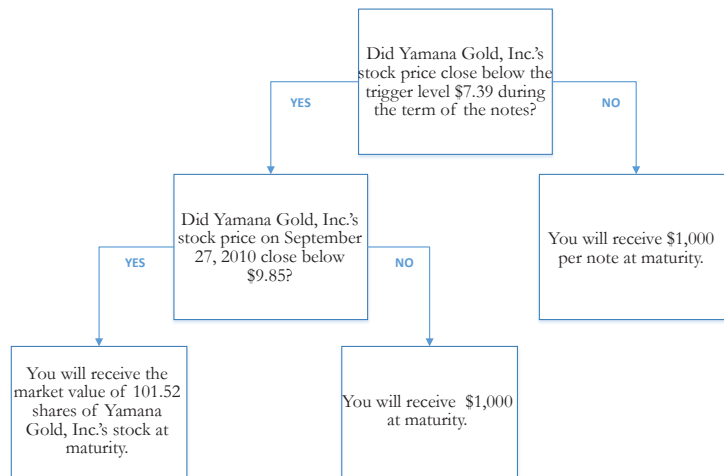 Did Yamana Gold, Inc.'s
stock price close below the
trigger level $7.39 during
the term of the notes?
YES
NO
Did Yamana Gold, Inc.'s
stock price on September
27, 2010 close below
$9.85?
You will receive $1,000
per note at maturity.
YES
NO
You will receive the
market value of 101.52
shares of Yamana
Gold, Inc.'s stock at
maturity.
You will receive $1,000
at maturity.